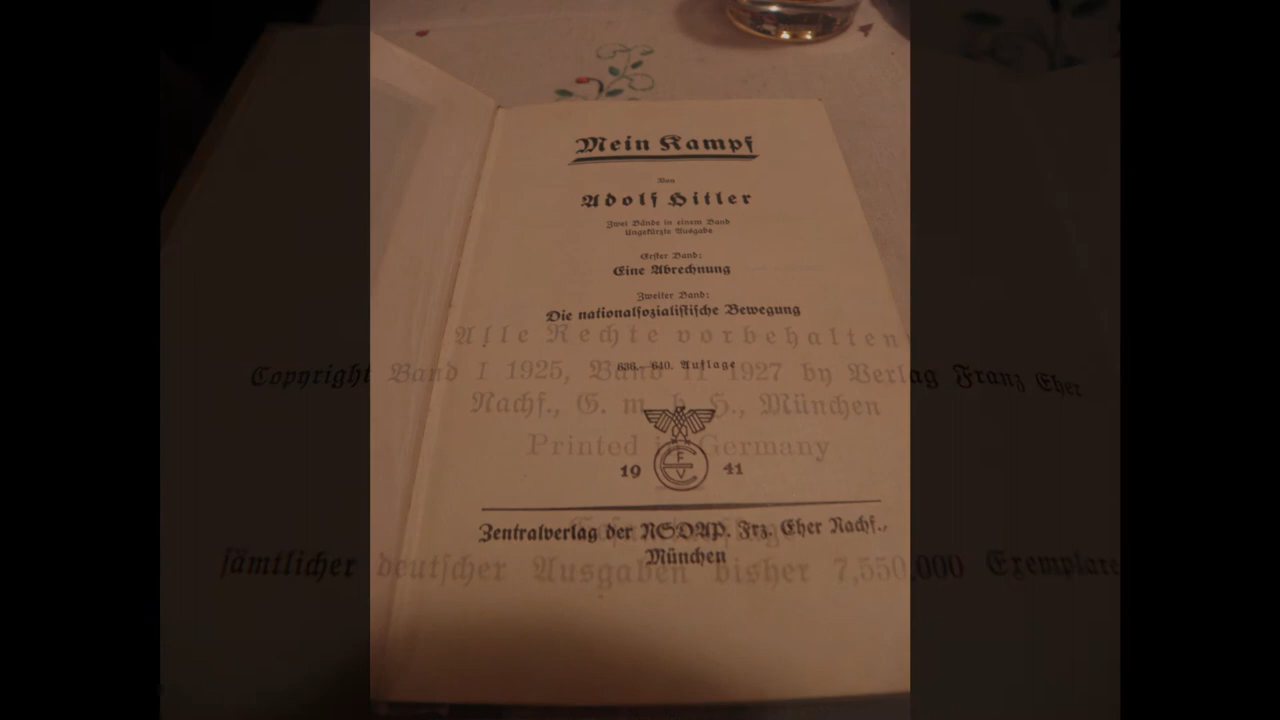 Mein Kampf
Von
Adolf Hitler
Zwei Bände in einem Band
Ungekürzte Ausgabe
Erster Band:
Eine Abrechnung
Zweiter Band:
Die nationalsozialistische Bewegung
Alle Rechte vorbehalten
636.–640. Auflage
Copyright Band I 1925, Band II 1927 by Verlag Franz Eher
Nachf., G. m. b. H., München
Printed in Germany
19 41
Zentralverlag der NSDAP. Frz. Eher Nachf.,
München
sämtlicher deutscher Ausgaben bisher 7,550,000 Exemplare